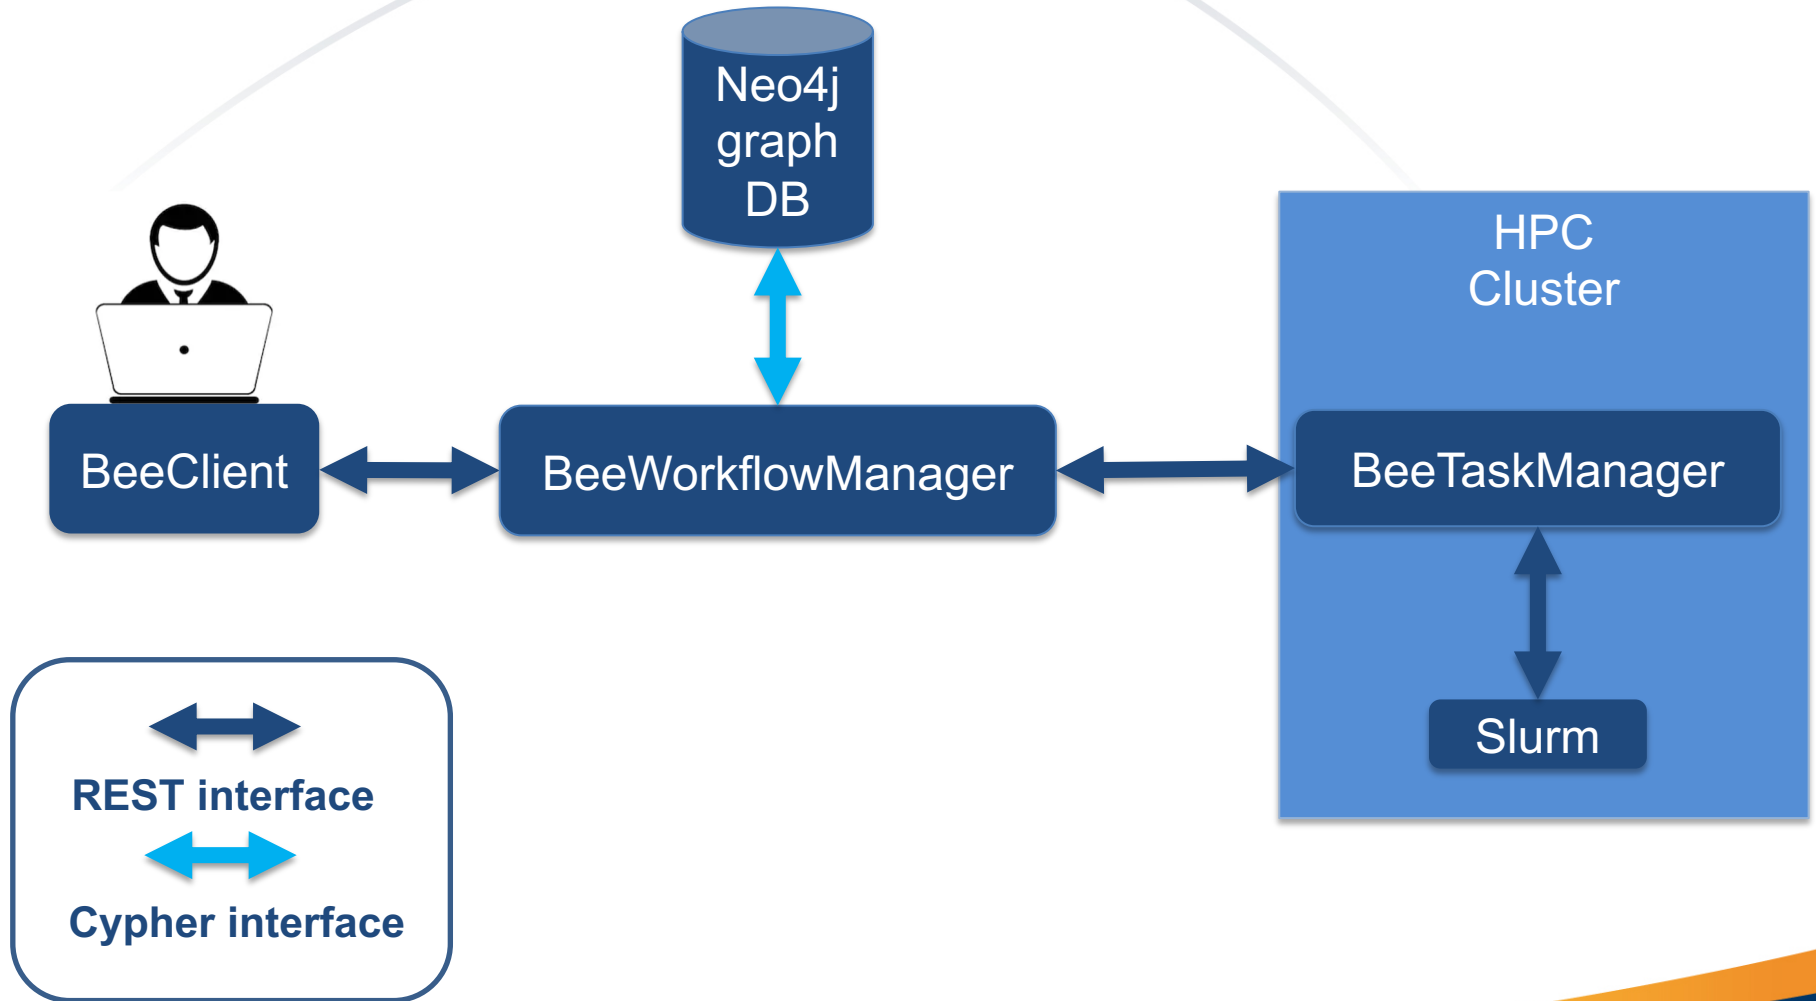 Neo4j
graph
DB
HPC
Cluster
BeeClient
BeeWorkflowManager
BeeTaskManager
Slurm
REST interface
Cypher interface